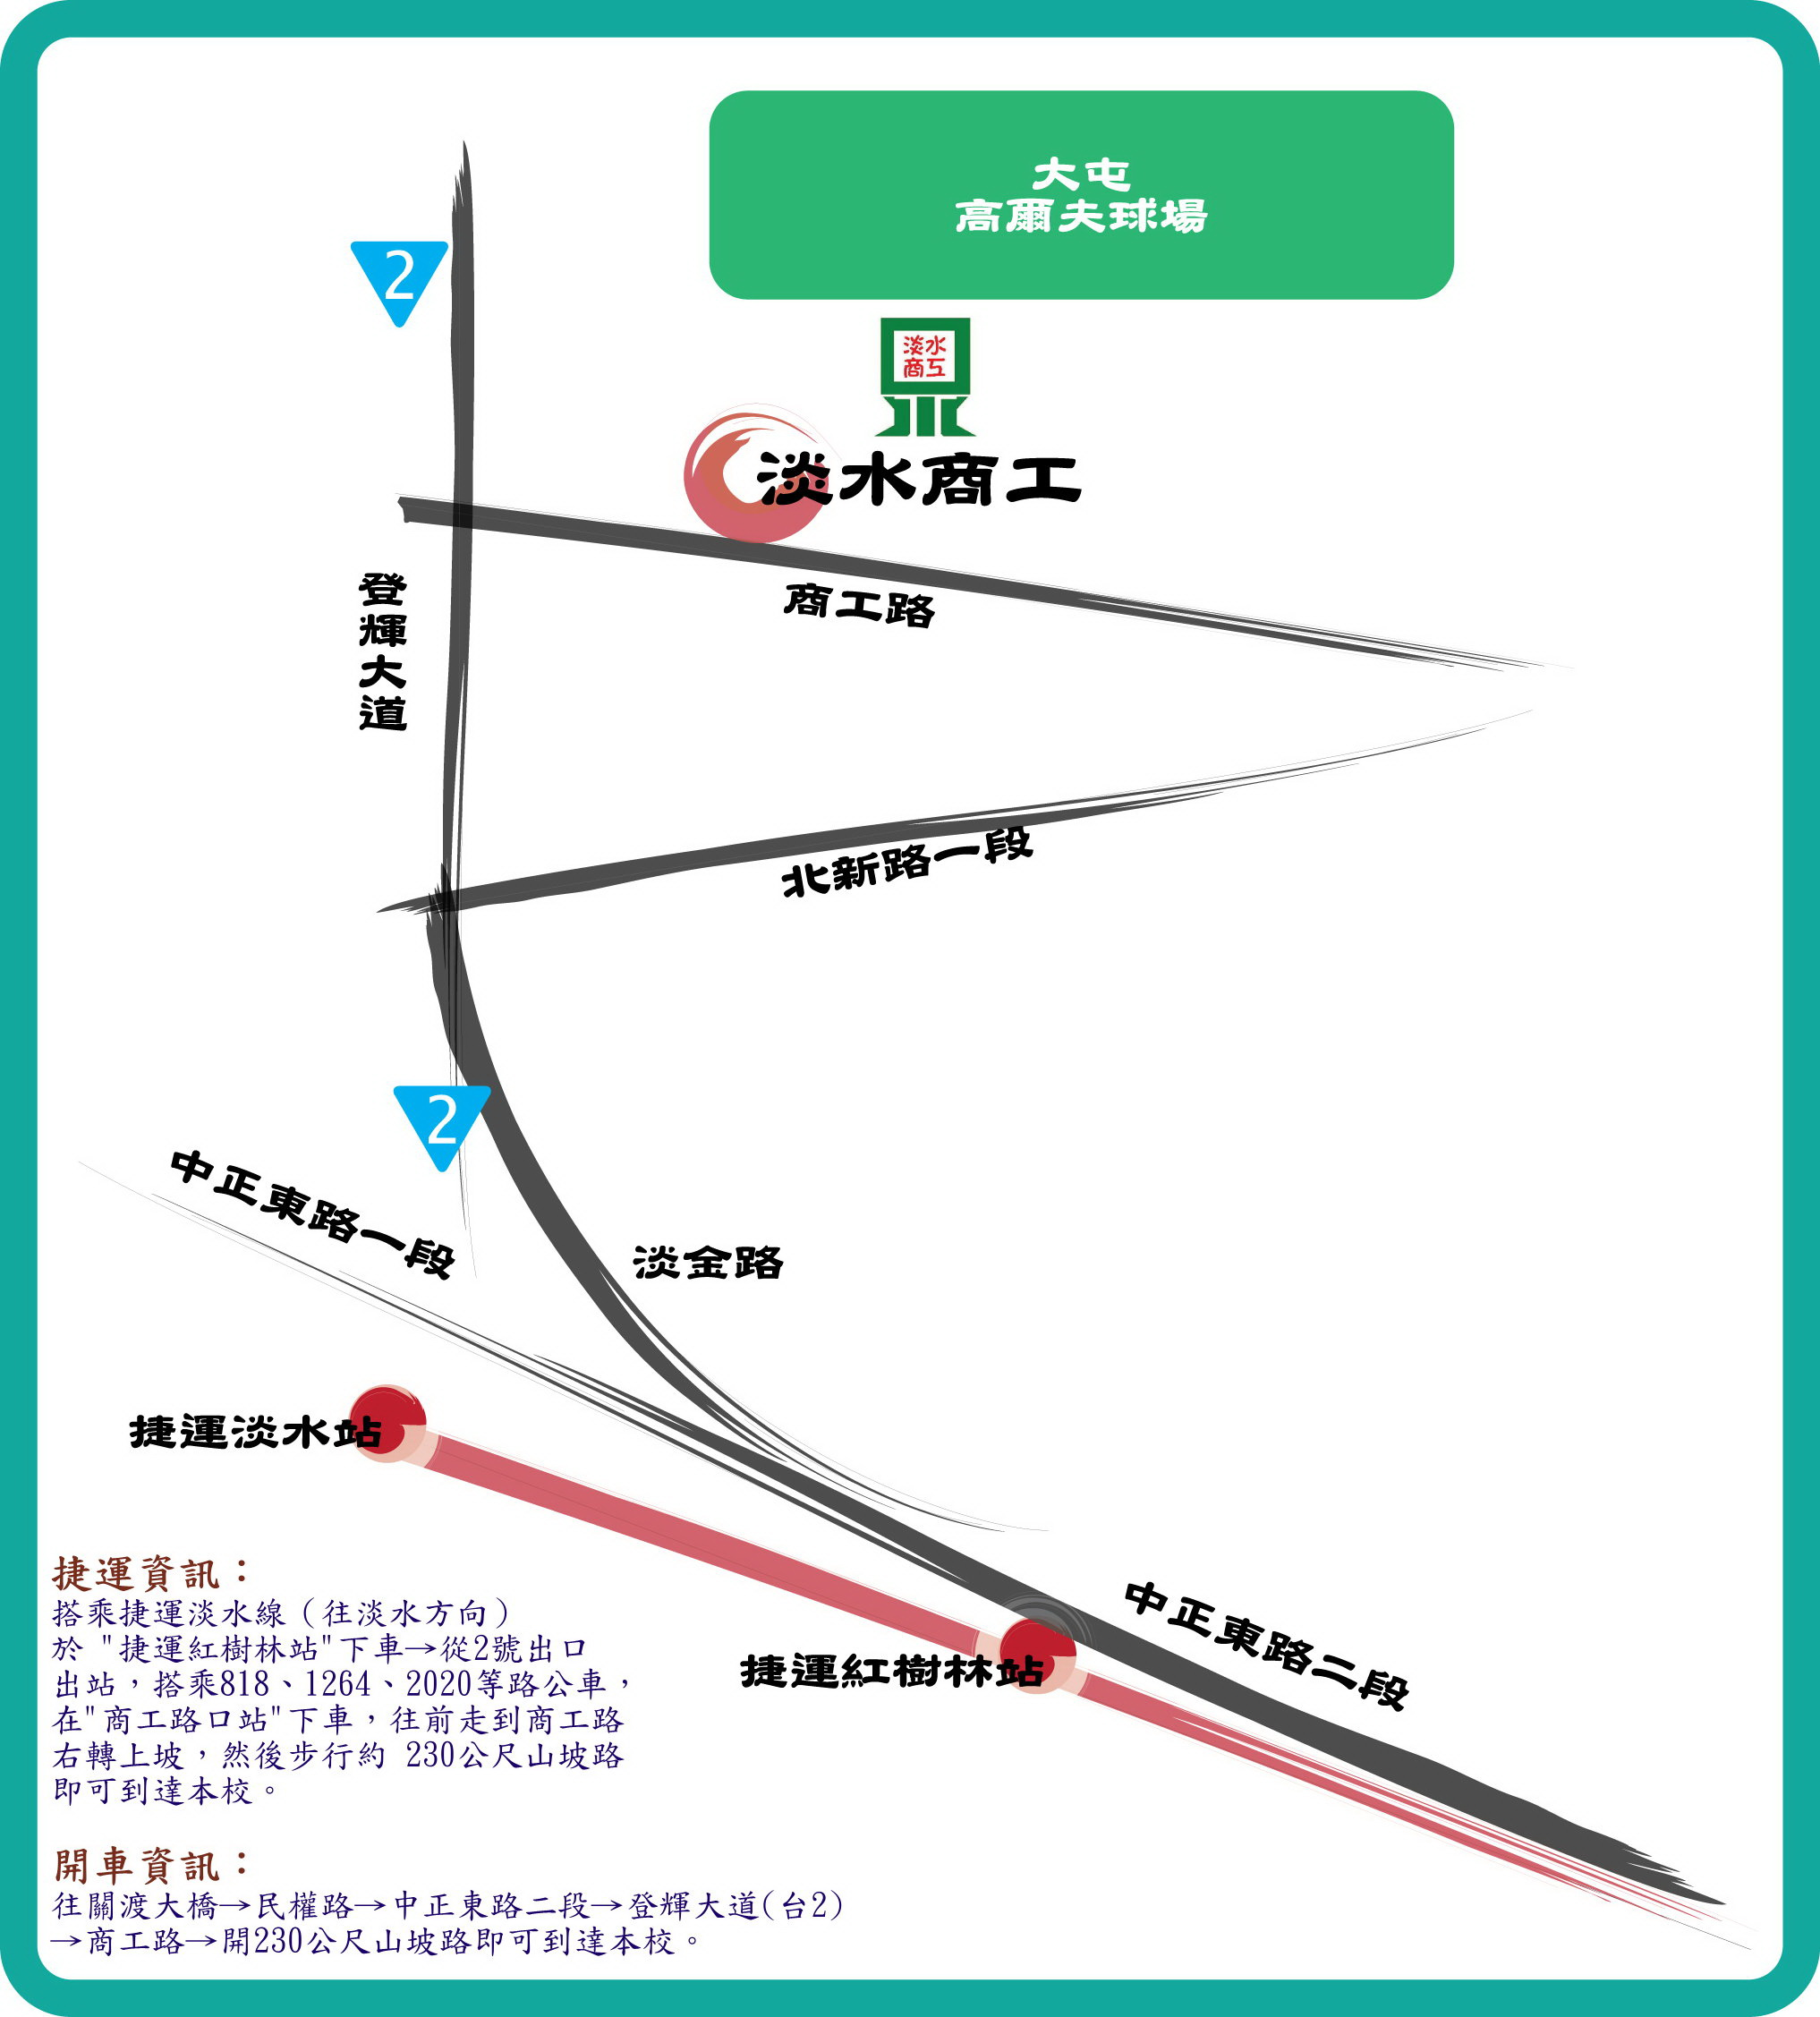 大屯
高爾夫球場
2
淡水
商工
淡水商工
商工路
登輝大道
北新路一段
2
中正東路一段
淡金路
捷運淡水站
中正東路二段
捷運紅樹林站
捷運資訊：
搭乘捷運淡水線（往淡水方向）
於 "捷運紅樹林站"下車→從2號出口
出站，搭乘818、1264、2020等路公車，
在"商工路口站"下車，往前走到商工路
右轉上坡，然後步行約 230公尺山坡路
即可到達本校。
開車資訊：
往關渡大橋→民權路→中正東路二段→登輝大道(台2)
→商工路→開230公尺山坡路即可到達本校。